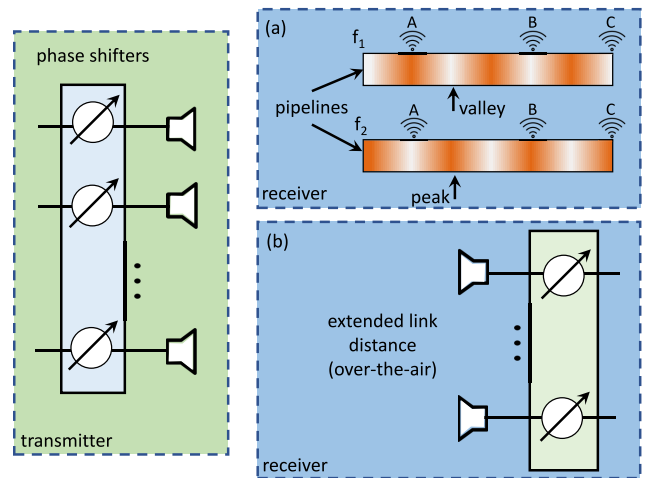 phase shifters
transmitter
(a)
A B C
f1
pipelines
valley
f2
A B C
peak
receiver
(b)
extended link
distance
(over-the-air)
receiver